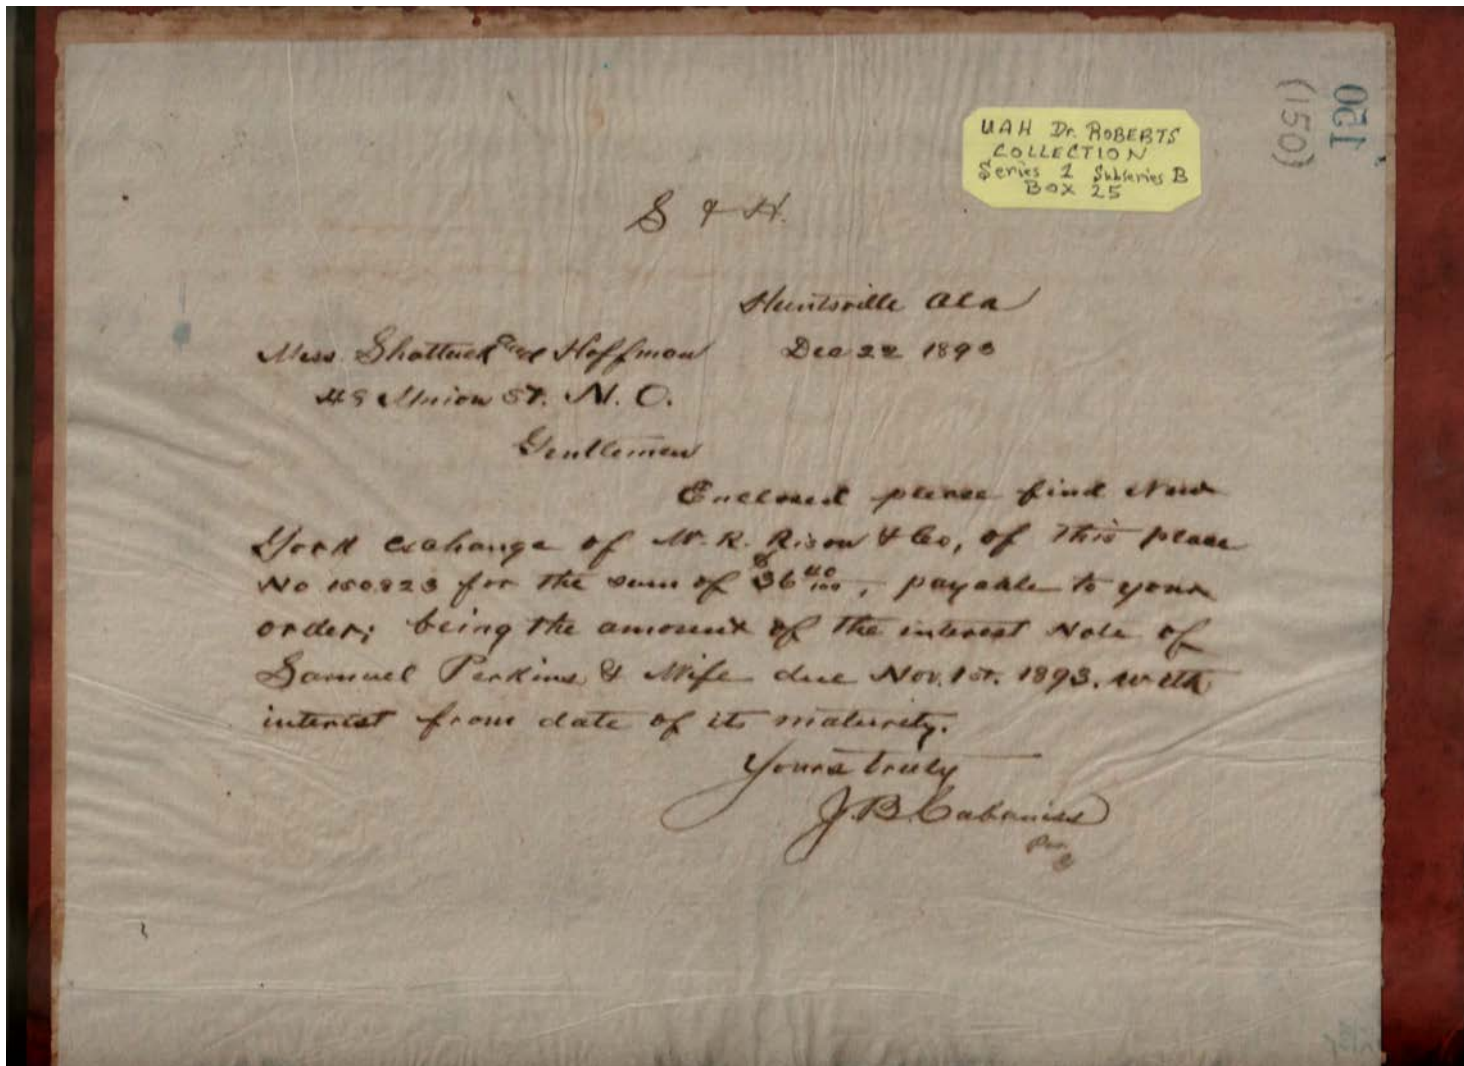 150
(150)
UAH Dr. ROBERTS
COLLECTION
Series 1 Subseries B
BOX 25
S & H.
Huntsville Ala
Mess. Shattuck and Hoffman Dec 22 1893
48 Union St. N. O.
Gentlemen
Enclosed please find New
York exchange of W. R. Rison & Co, of this place
No 150823 for the sum of $36 40/100, payable to your
order; being the amount of the interest Note of
Samuel Perkins & Wife due Nov. 1st. 1893. with
interest from date of its maturity.
Yours truly
J. B. Cabaniss
Per